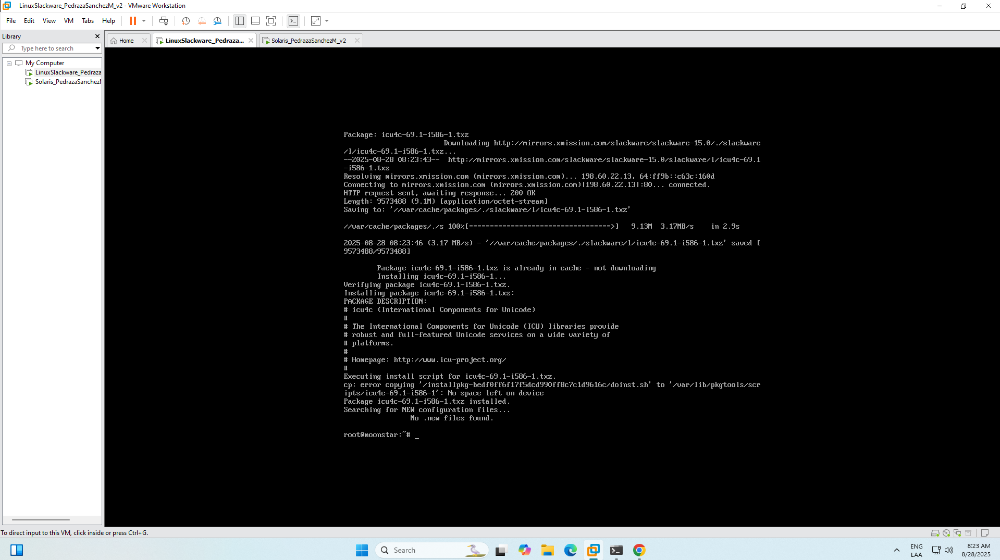 LinuxSlackware_PedrazaSanchezM_v2 - VMware Workstation
File Edit View VM Tabs Help
Library
Type here to search
My Computer
LinuxSlackware_Pedraza
Solaris_PedrazaSanchezM
Home
LinuxSlackware_Pedraza...
Solaris_PedrazaSanchezM_v2
Package: icu4c-69.1-i586-1.txz
Downloading http://mirrors.xmission.com/slackware/slackware-15.0/./slackware
/l/icu4c-69.1-i586-1.txz...
--2025-08-28 08:23:43--  http://mirrors.xmission.com/slackware/slackware-15.0/slackware/l/icu4c-69.1
-i586-1.txz
Resolving mirrors.xmission.com (mirrors.xmission.com)... 198.60.22.13, 64:ff9b::c63c:160d
Connecting to mirrors.xmission.com (mirrors.xmission.com)|198.60.22.13|:80... connected.
HTTP request sent, awaiting response... 200 OK
Length: 9573488 (9.1M) [application/octet-stream]
Saving to: '//var/cache/packages/./slackware/l/icu4c-69.1-i586-1.txz'
//var/cache/packages/./s 100%[==================================>]   9.13M  3.17MB/s    in 2.9s
2025-08-28 08:23:46 (3.17 MB/s) - '//var/cache/packages/./slackware/l/icu4c-69.1-i586-1.txz' saved [
9573488/9573488]
Package icu4c-69.1-i586-1.txz is already in cache - not downloading
Installing icu4c-69.1-i586-1...
Verifying package icu4c-69.1-i586-1.txz.
Installing package icu4c-69.1-i586-1.txz:
PACKAGE DESCRIPTION:
# icu4c (International Components for Unicode)
#
# The International Components for Unicode (ICU) libraries provide
# robust and full-featured Unicode services on a wide variety of
# platforms.
#
# Homepage: http://www.icu-project.org/
#
Executing install script for icu4c-69.1-i586-1.txz.
cp: error copying '/installpkg-bedf0ff6f17f5dcd990ff8c7c1d9616c/doinst.sh' to '/var/lib/pkgtools/scr
ipts/icu4c-69.1-i586-1': No space left on device
Package icu4c-69.1-i586-1.txz installed.
Searching for NEW configuration files...
No .new files found.
root@moonstar:~# _
To direct input to this VM, click inside or press Ctrl+G.
Search
ENG
LAA
8:23 AM
8/28/2025